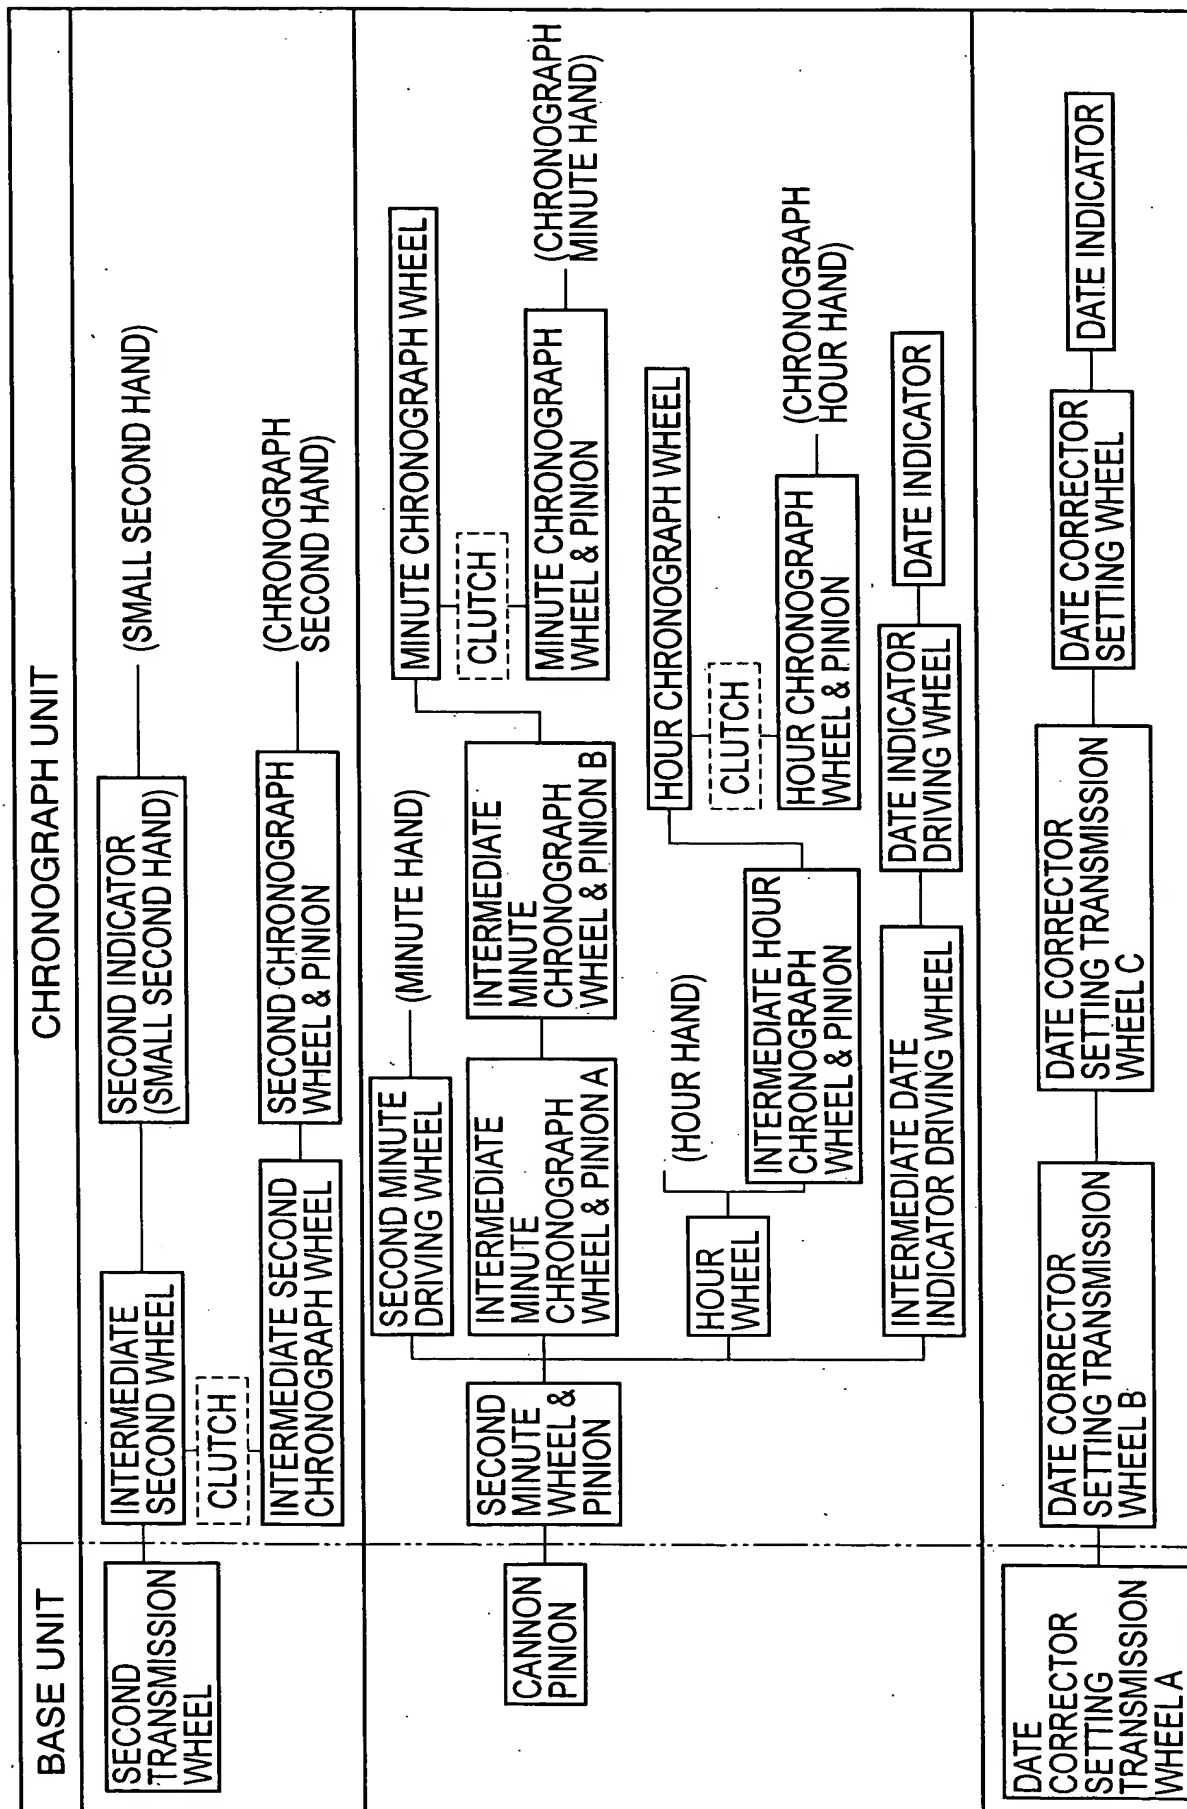 BASE UNIT
CHRONOGRAPH UNIT
SECOND
TRANSMISSION
WHEEL
INTERMEDIATE
SECOND WHEEL
SECOND INDICATOR
(SMALL SECOND HAND)
(SMALL SECOND HAND)
CLUTCH
INTERMEDIATE SECOND
CHRONOGRAPH WHEEL
SECOND CHRONOGRAPH
WHEEL & PINION
(CHRONOGRAPH
SECOND HAND)
CANNON
PINION
SECOND
MINUTE
WHEEL &
PINION
SECOND MINUTE
DRIVING WHEEL
(MINUTE HAND)
INTERMEDIATE
MINUTE
CHRONOGRAPH
WHEEL & PINION A
INTERMEDIATE
MINUTE
CHRONOGRAPH
WHEEL & PINION B
MINUTE CHRONOGRAPH WHEEL
CLUTCH
MINUTE CHRONOGRAPH
WHEEL & PINION
(CHRONOGRAPH
MINUTE HAND)
HOUR
WHEEL
(HOUR HAND)
INTERMEDIATE HOUR
CHRONOGRAPH
WHEEL & PINION
HOUR CHRONOGRAPH WHEEL
CLUTCH
HOUR CHRONOGRAPH
WHEEL & PINION
(CHRONOGRAPH
HOUR HAND)
INTERMEDIATE DATE
INDICATOR DRIVING WHEEL
DATE INDICATOR
DRIVING WHEEL
DATE INDICATOR
DATE
CORRECTOR
SETTING
TRANSMISSION
WHEEL A
DATE CORRECTOR
SETTING TRANSMISSION
WHEEL B
DATE CORRECTOR
SETTING TRANSMISSION
WHEEL C
DATE CORRECTOR
SETTING WHEEL
DATE INDICATOR